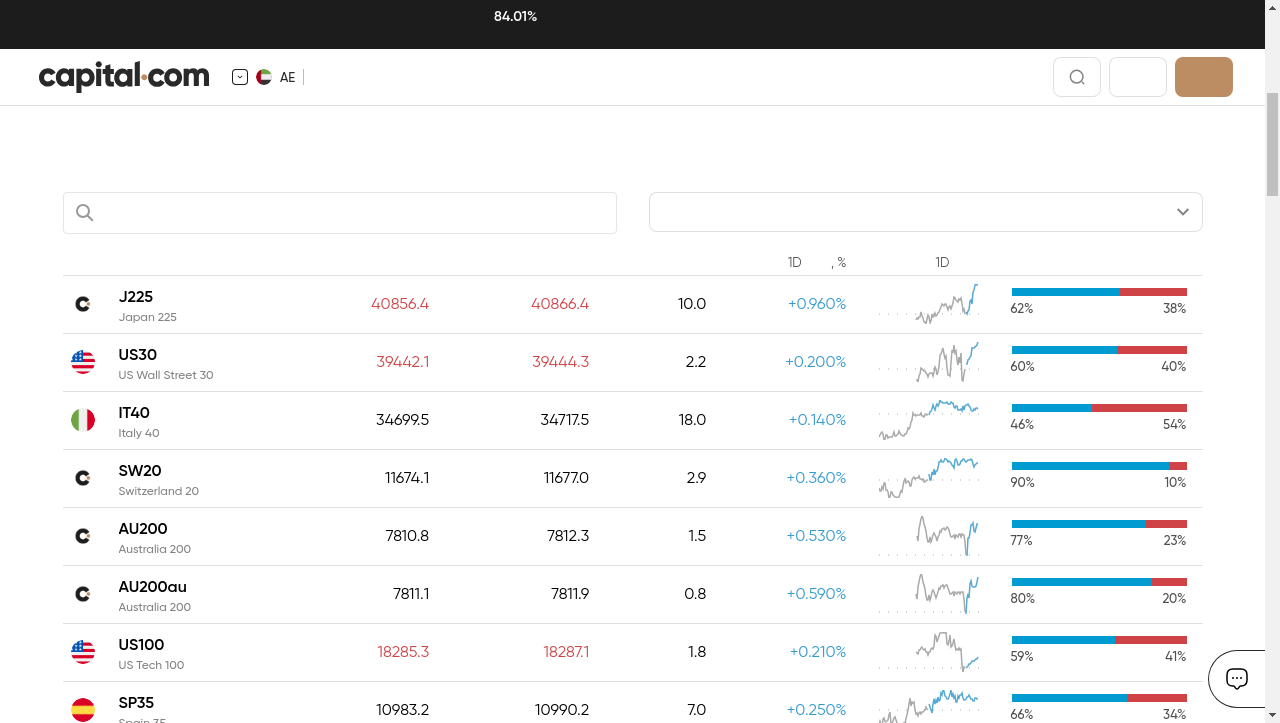 84.01%
capital.com
AE
1D , % 1D
J225 40856.4 40866.4 10.0 +0.960%
Japan 225 62% 38%
US30 39442.1 39444.3 2.2 +0.200%
US Wall Street 30 60% 40%
IT40 34699.5 34717.5 18.0 +0.140%
Italy 40 46% 54%
SW20 11674.1 11677.0 2.9 +0.360%
Switzerland 20 90% 10%
AU200 7810.8 7812.3 1.5 +0.530%
Australia 200 77% 23%
AU200au 7811.1 7811.9 0.8 +0.590%
Australia 200 80% 20%
US100 18285.3 18287.1 1.8 +0.210%
US Tech 100 59% 41%
SP35 10983.2 10990.2 7.0 +0.250%
Spain 35 66% 34%